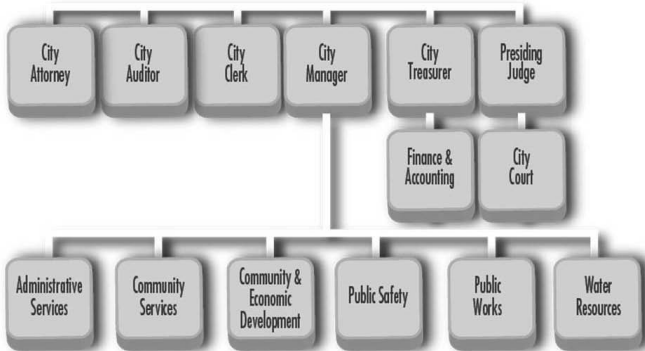 City
Attorney
City
Auditor
City
Clerk
City
Manager
City
Treasurer
Presiding
Judge
Finance &
Accounting
City
Court
Administrative
Services
Community
Services
Community &
Economic
Development
Public Safety
Public
Works
Water
Resources